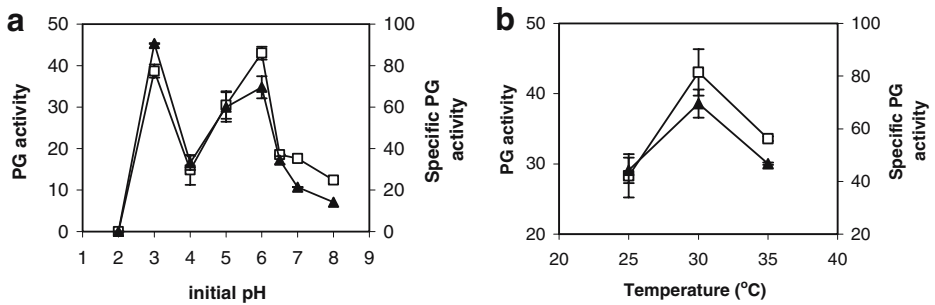 a
PG activity
50
40
30
20
10
0
1 2 3 4 5 6 7 8 9
initial pH
100
80
60
40
20
0
Specific PG
activity
b
PG activity
50
40
30
20
20 25 30 35 40
Temperature (°C)
100
80
60
40
20
Specific PG
activity